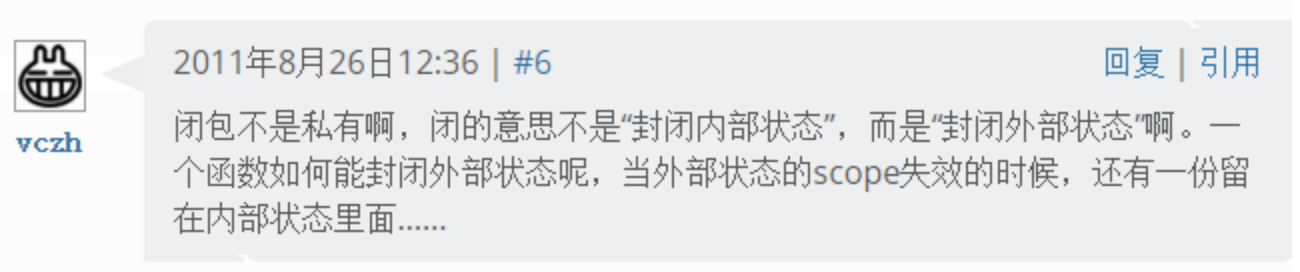 2011年8月26日12:36 | #6 回复 | 引用
vczh
闭包不是私有啊，闭的意思不是“封闭内部状态”，而是“封闭外部状态”啊。一
个函数如何能封闭外部状态呢，当外部状态的scope失效的时候，还有一份留
在内部状态里面……